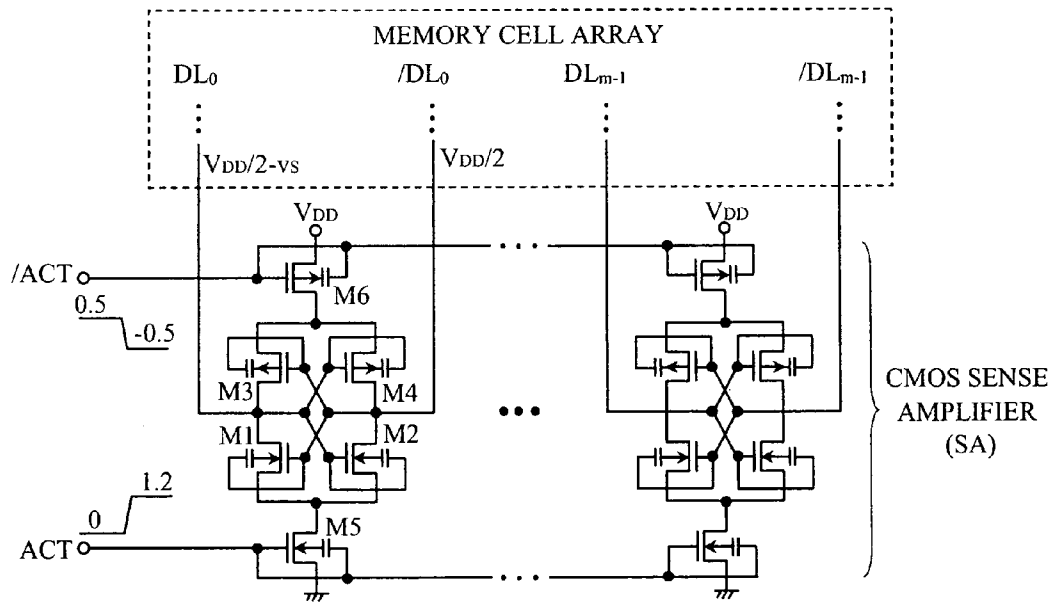 MEMORY CELL ARRAY
DL0 /DL0 DLm-1 /DLm-1
VDD/2-vs VDD/2
VDD VDD
/ACT
M6
0.5
-0.5
M3 M4
CMOS SENSE
AMPLIFIER
(SA)
M1 M2
1.2
0
M5
ACT